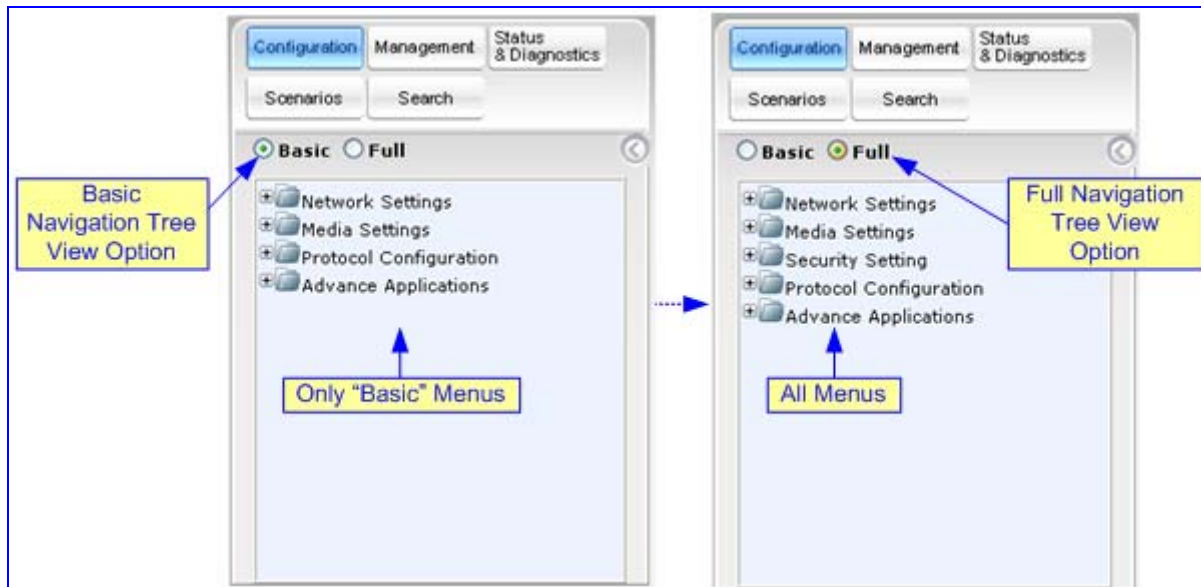 Configuration
Management
Status
& Diagnostics
Scenarios
Search
Basic
Full
Network Settings
Media Settings
Protocol Configuration
Advance Applications
Basic
Navigation Tree
View Option
Only “Basic” Menus
Configuration
Management
Status
& Diagnostics
Scenarios
Search
Basic
Full
Network Settings
Media Settings
Security Setting
Protocol Configuration
Advance Applications
Full Navigation
Tree View
Option
All Menus